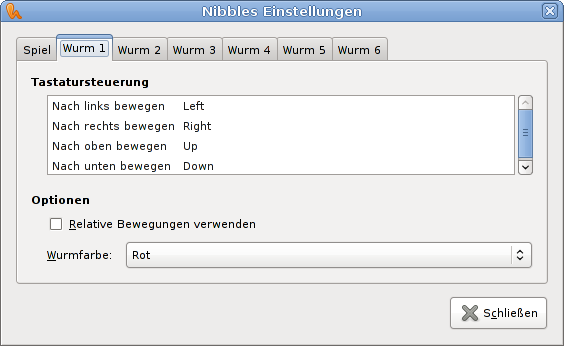 Nibbles Einstellungen
Spiel Wurm 1 Wurm 2 Wurm 3 Wurm 4 Wurm 5 Wurm 6
Tastatursteuerung
Nach links bewegen Left
Nach rechts bewegen Right
Nach oben bewegen Up
Nach unten bewegen Down
Optionen
Relative Bewegungen verwenden
Wurmfarbe: Rot
Schließen